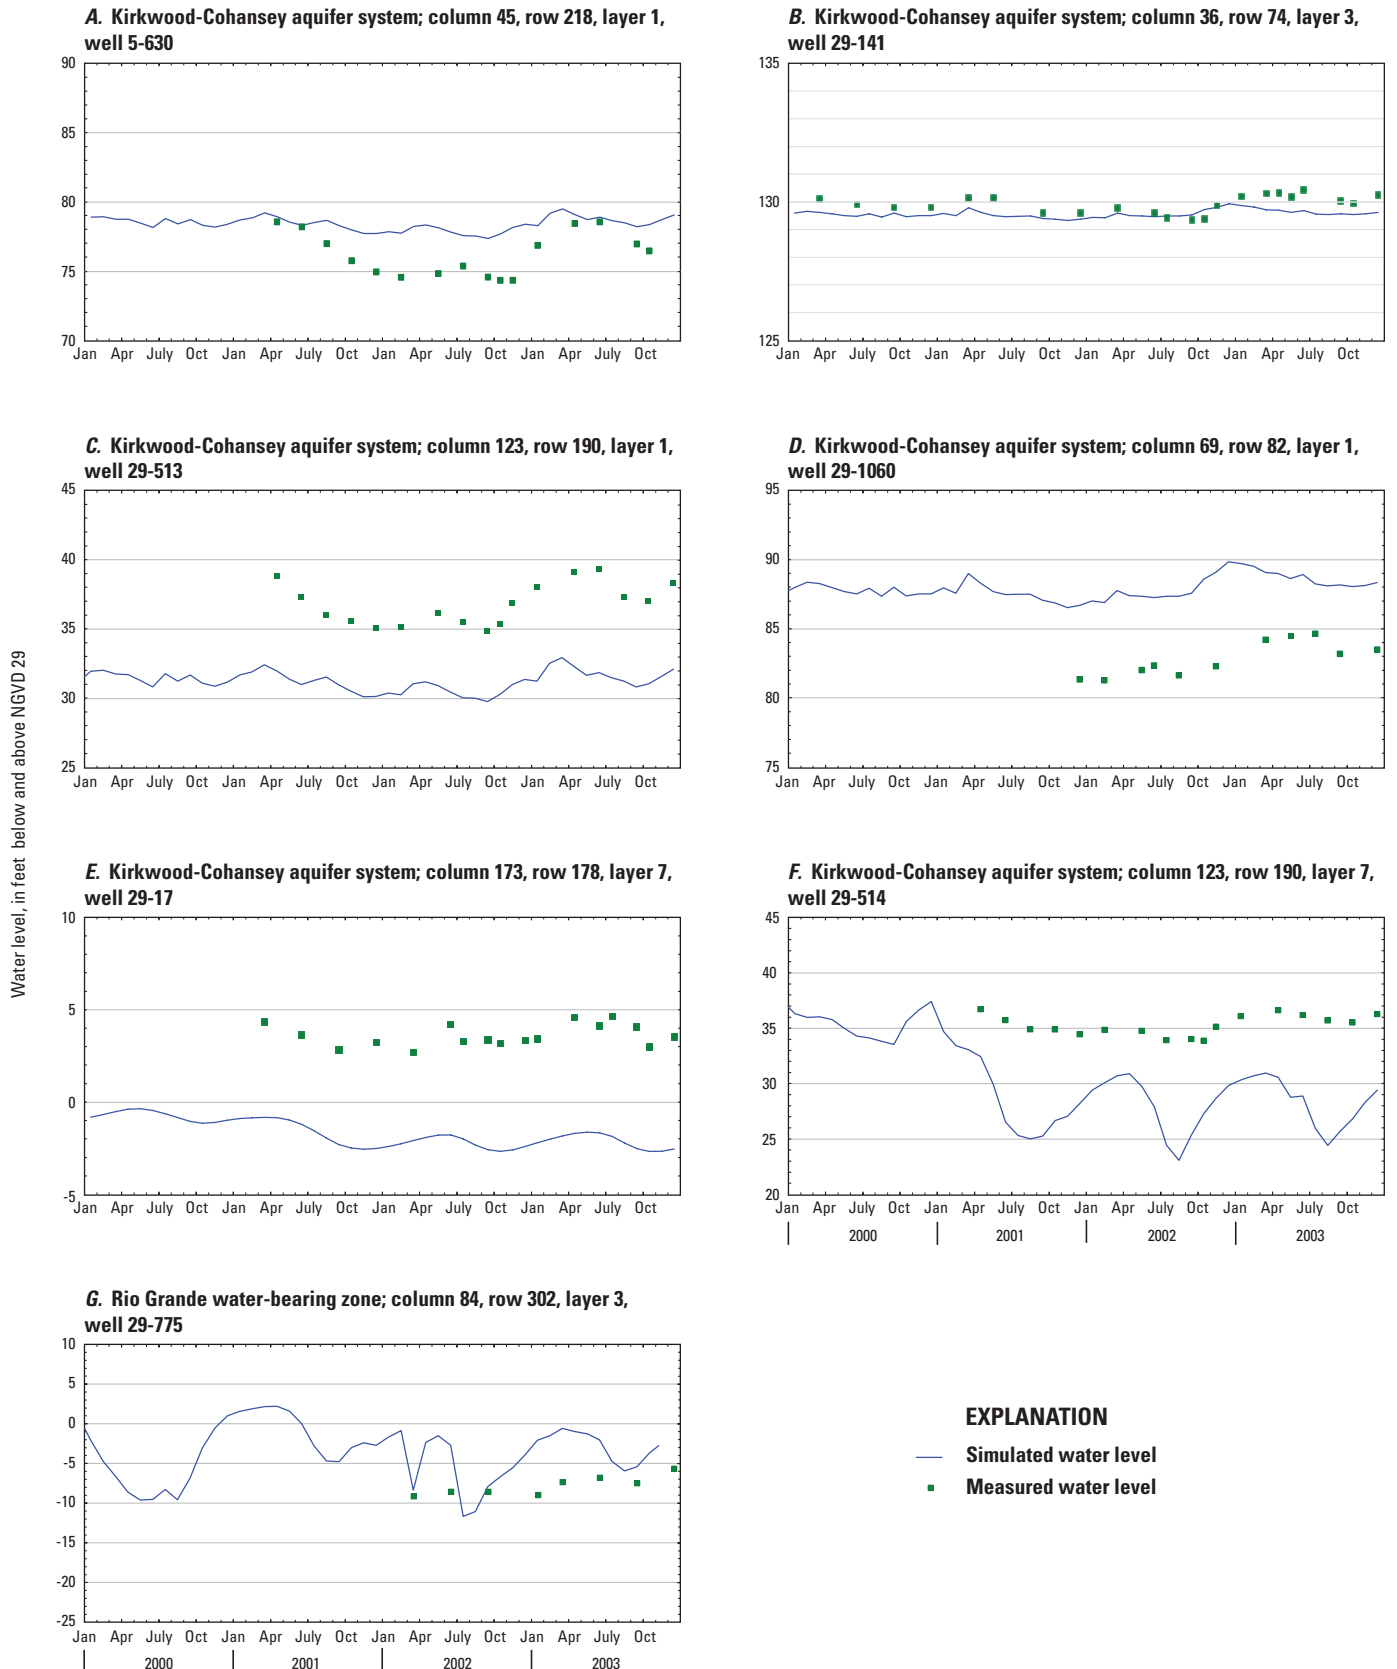 A. Kirkwood-Cohansey aquifer system; column 45, row 218, layer 1,
well 5-630
90
85
80
75
70
Jan Apr July Oct Jan Apr July Oct Jan Apr July Oct Jan Apr July Oct
B. Kirkwood-Cohansey aquifer system; column 36, row 74, layer 3,
well 29-141
135
130
125
Jan Apr July Oct Jan Apr July Oct Jan Apr July Oct Jan Apr July Oct
C. Kirkwood-Cohansey aquifer system; column 123, row 190, layer 1,
well 29-513
45
40
35
30
25
Jan Apr July Oct Jan Apr July Oct Jan Apr July Oct Jan Apr July Oct
D. Kirkwood-Cohansey aquifer system; column 69, row 82, layer 1,
well 29-1060
95
90
85
80
75
Jan Apr July Oct Jan Apr July Oct Jan Apr July Oct Jan Apr July Oct
Water level, in feet below and above NGVD 29
E. Kirkwood-Cohansey aquifer system; column 173, row 178, layer 7,
well 29-17
10
5
0
-5
Jan Apr July Oct Jan Apr July Oct Jan Apr July Oct Jan Apr July Oct
F. Kirkwood-Cohansey aquifer system; column 123, row 190, layer 7,
well 29-514
45
40
35
30
25
20
Jan Apr July Oct Jan Apr July Oct Jan Apr July Oct Jan Apr July Oct
2000 2001 2002 2003
G. Rio Grande water-bearing zone; column 84, row 302, layer 3,
well 29-775
10
5
0
-5
-10
-15
-20
-25
Jan Apr July Oct Jan Apr July Oct Jan Apr July Oct Jan Apr July Oct
2000 2001 2002 2003
EXPLANATION
Simulated water level
Measured water level